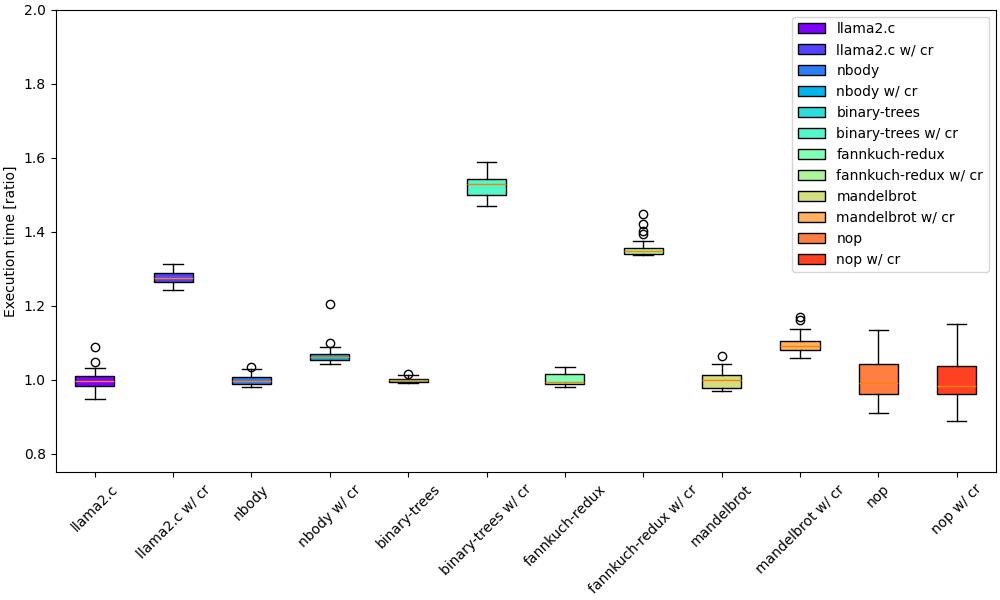 2.0
1.8
1.6
1.4
1.2
1.0
0.8
Execution time [ratio]
llama2.c
llama2.c w/ cr
nbody
nbody w/ cr
binary-trees
binary-trees w/ cr
fannkuch-redux
fannkuch-redux w/ cr
mandelbrot
mandelbrot w/ cr
nop
nop w/ cr
llama2.c
llama2.c w/ cr
nbody
nbody w/ cr
binary-trees
binary-trees w/ cr
fannkuch-redux
fannkuch-redux w/ cr
mandelbrot
mandelbrot w/ cr
nop
nop w/ cr